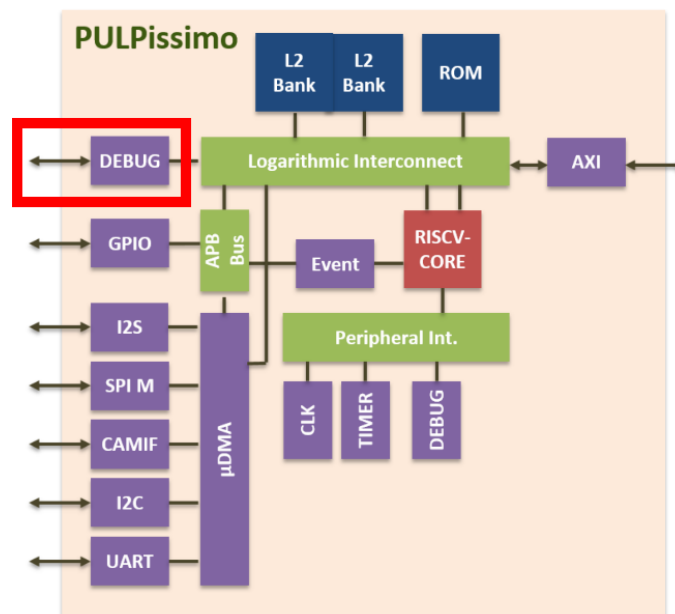 PULPissimo
L2
Bank
L2
Bank
ROM
DEBUG
Logarithmic Interconnect
AXI
GPIO
APB
Bus
Event
RISCV-
CORE
I2S
Peripheral Int.
SPI M
CAMIF
I2C
UART
µDMA
CLK
TIMER
DEBUG